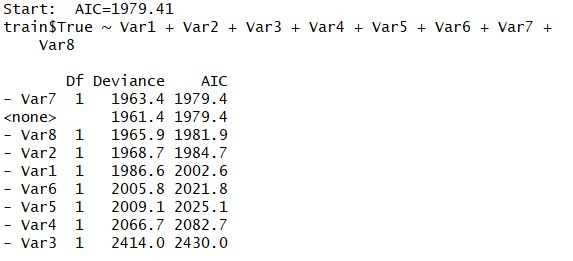 Start:  AIC=1979.41
train$True ~ Var1 + Var2 + Var3 + Var4 + Var5 + Var6 + Var7 +
    Var8

       Df Deviance    AIC
- Var7  1   1963.4 1979.4
<none>      1961.4 1979.4
- Var8  1   1965.9 1981.9
- Var2  1   1968.7 1984.7
- Var1  1   1986.6 2002.6
- Var6  1   2005.8 2021.8
- Var5  1   2009.1 2025.1
- Var4  1   2066.7 2082.7
- Var3  1   2414.0 2430.0